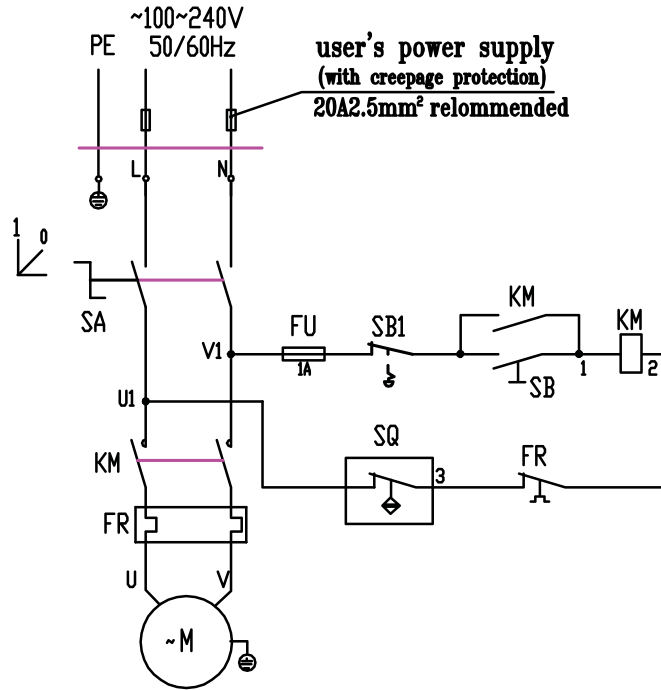 ~100~240V
PE 50/60Hz
user's power supply
(with creepage protection)
20A2.5mm² relommended
L N
1 0
SA
KM
FU SB1 KM
V1
1A 1 2
SB
U1
SQ
KM FR
3
FR
U V
~M